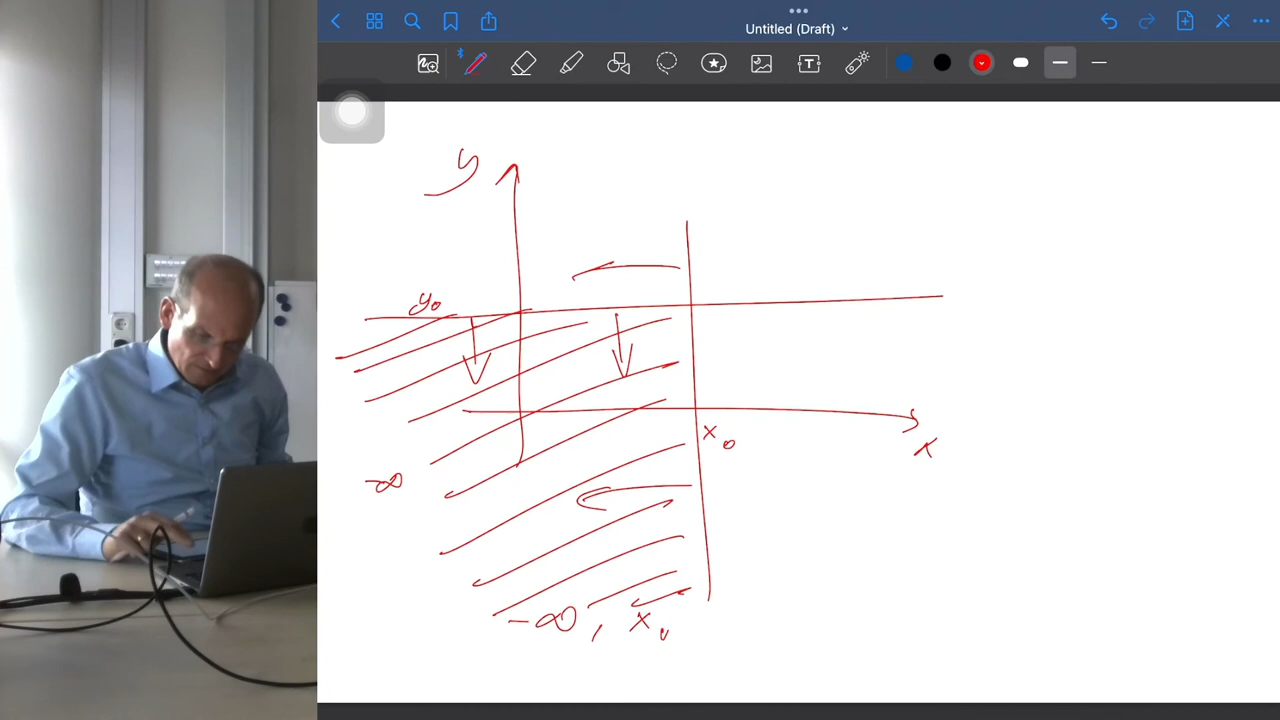 Untitled (Draft)
y
y₀
x₀
x
-∞
-∞, x₀